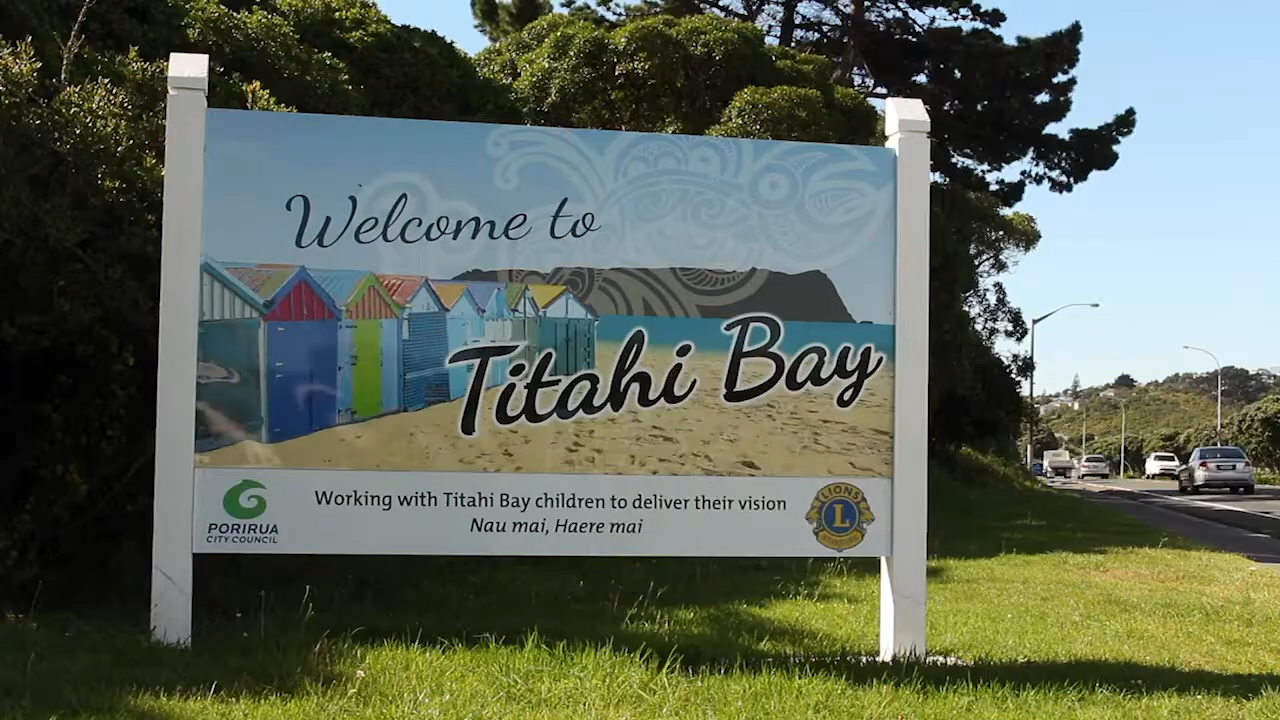 Welcome to
Titahi Bay
Working with Titahi Bay children to deliver their vision
Nau mai, Haere mai
PORIRUA
CITY COUNCIL
LIONS
L